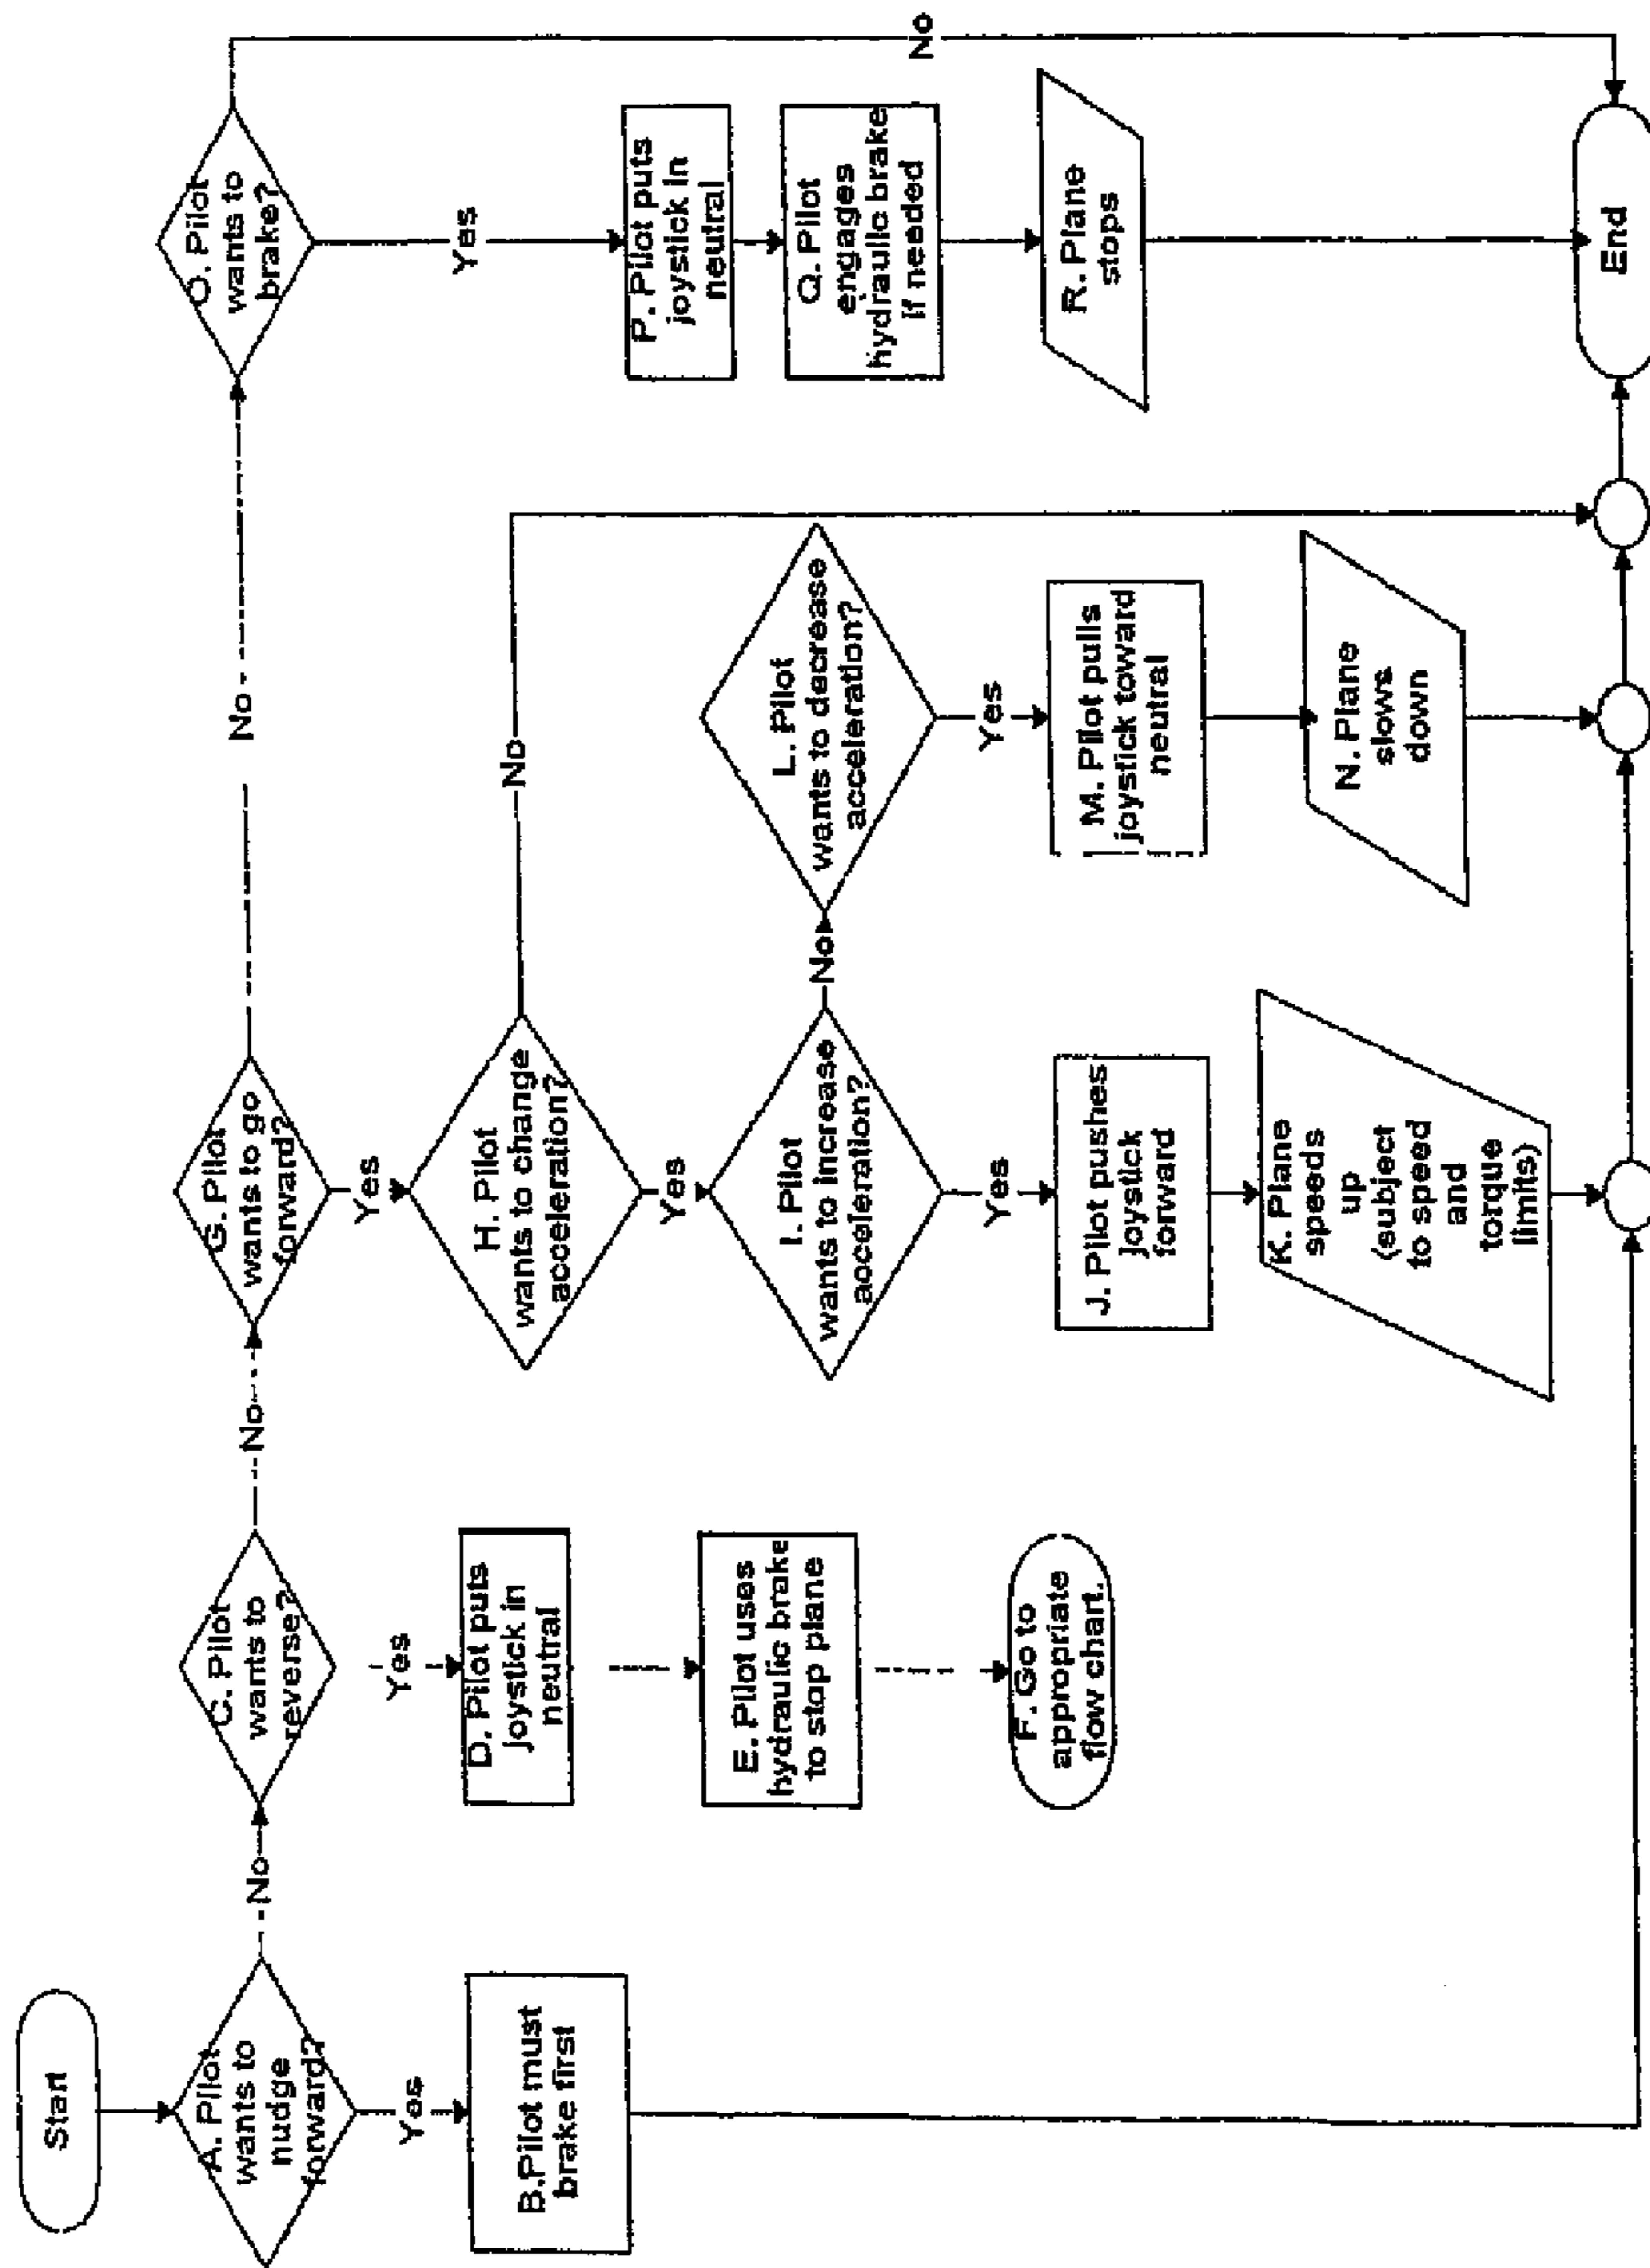 Start
A. Pilot
wants to
nudge
forward?
No
Yes
B.Pilot must
brake first
C. Pilot
wants to
reverse?
No
Yes
D. Pilot puts
joystick in
neutral
E. Pilot uses
hydraulic brake
to stop plane
F. Go to
appropriate
flow chart.
G. Pilot
wants to go
forward?
No
Yes
H. Pilot
wants to change
acceleration?
No
Yes
I. Pilot
wants to increase
acceleration?
No
Yes
J. Pilot pushes
joystick
forward
K. Plane
speeds
up
(subject
to speed
and
torque
limits)
L. Pilot
wants to decrease
acceleration?
Yes
M. Pilot pulls
joystick toward
neutral
N. Plane
slows
down
O. Pilot
wants to
brake?
No
Yes
P. Pilot puts
joystick in
neutral
Q. Pilot
engages
hydraulic brake
if needed
R. Plane
stops
End